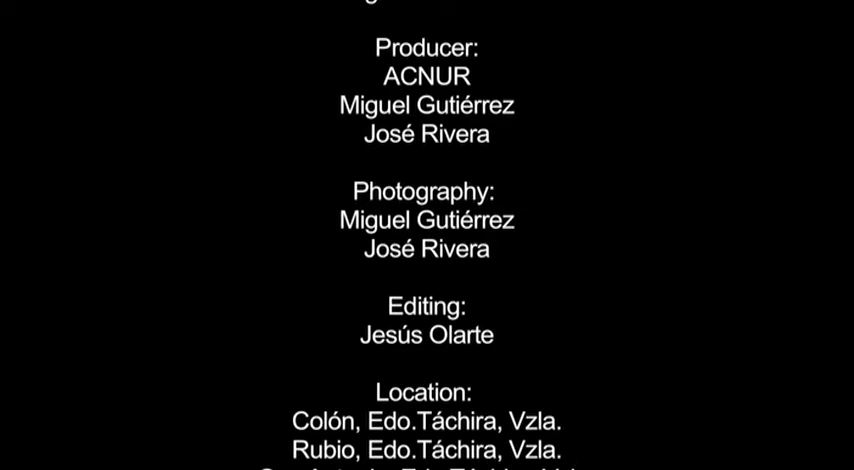 Producer:
ACNUR
Miguel Gutiérrez
José Rivera
Photography:
Miguel Gutiérrez
José Rivera
Editing:
Jesús Olarte
Location:
Colón, Edo.Táchira, Vzla.
Rubio, Edo.Táchira, Vzla.